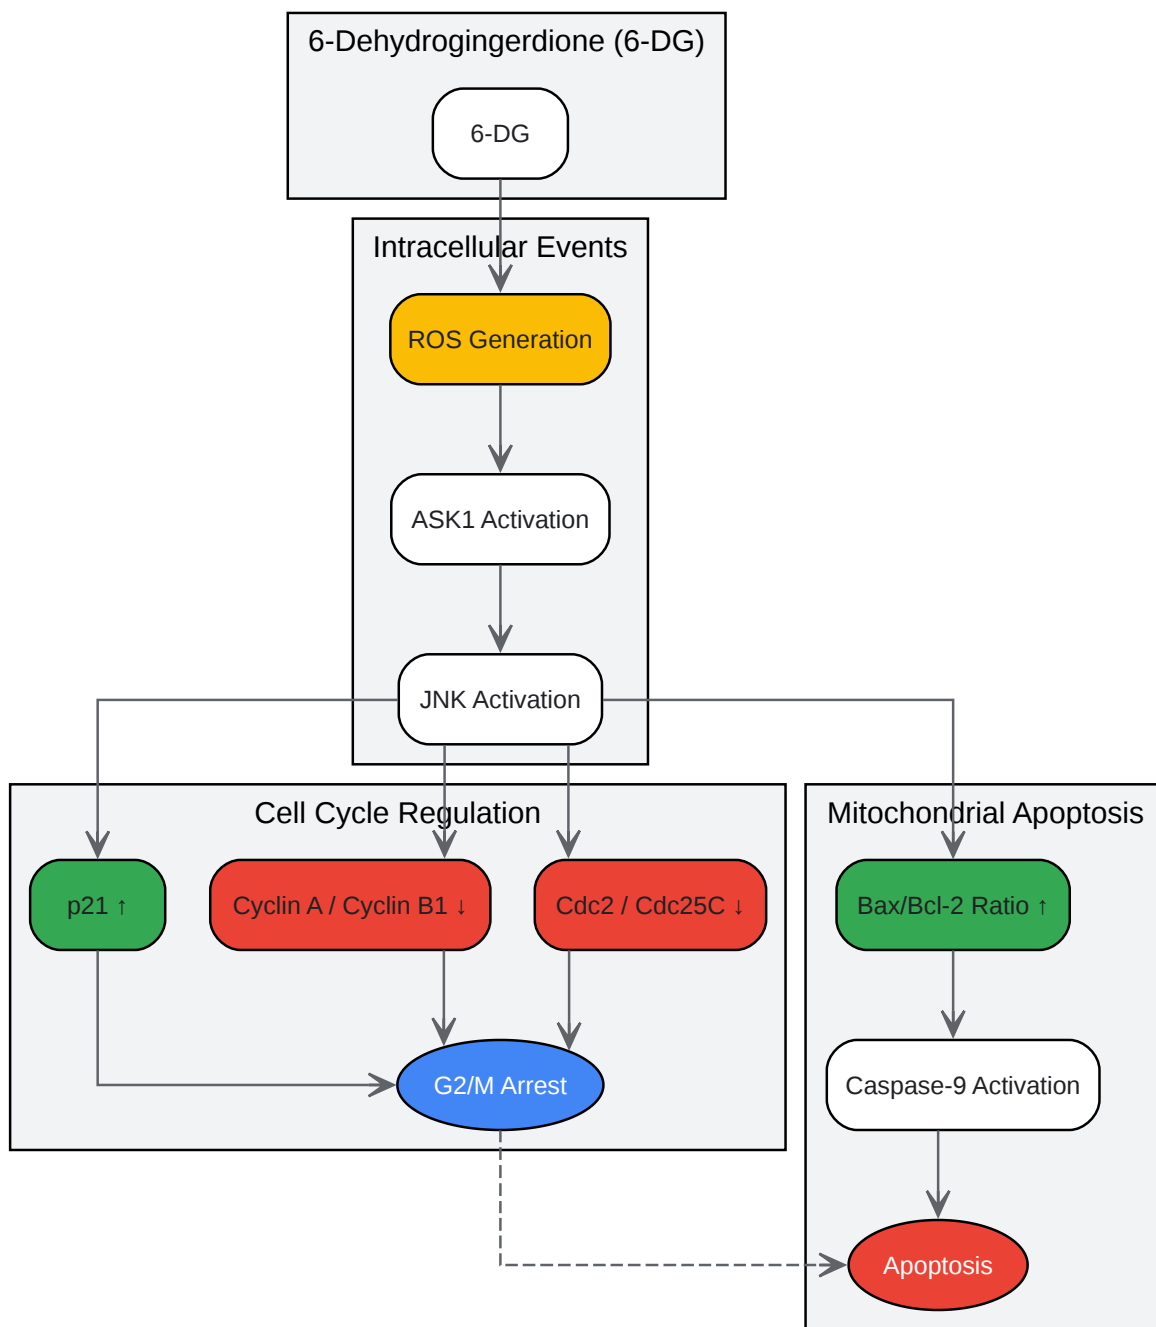 6-Dehydrogingerdione (6-DG)
6-DG
Intracellular Events
ROS Generation
ASK1 Activation
JNK Activation
Cell Cycle Regulation
Mitochondrial Apoptosis
p21 ↑
Cyclin A / Cyclin B1 ↓
Cdc2 / Cdc25C ↓
Bax/Bcl-2 Ratio ↑
G2/M Arrest
Caspase-9 Activation
Apoptosis